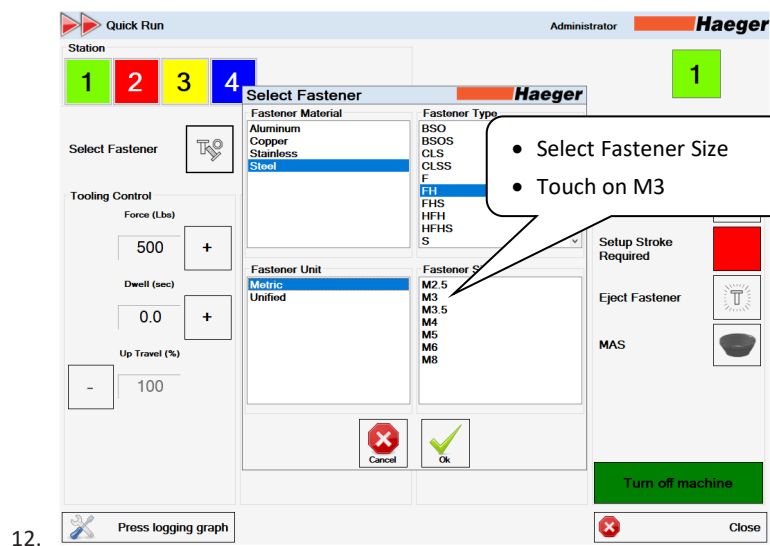 Quick Run
Administrator
Haeger
Station
1 2 3 4
1
Select Fastener
Tooling Control
Force (Lbs)
500 +
Dwell (sec)
0.0 +
Up Travel (%)
- 100
Select Fastener
Haeger
Fastener Material
Aluminum
Copper
Stainless
Steel
Fastener Type
BSO
BSOS
CLS
CLSS
F
FH
FHS
HFH
HFHS
S
• Select Fastener Size
• Touch on M3
Fastener Unit
Metric
Unified
M2.5
M3
M3.5
M4
M5
M6
M8
Cancel
Ok
Setup Stroke
Required
Eject Fastener
MAS
Turn off machine
12.
Press logging graph
Close